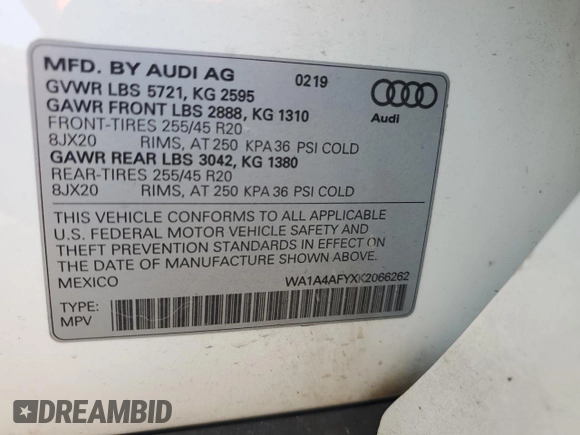 MFD. BY AUDI AG 0219
GVWR LBS 5721, KG 2595
GAWR FRONT LBS 2888, KG 1310
FRONT-TIRES 255/45 R20
8JX20 RIMS, AT 250 KPA 36 PSI COLD
GAWR REAR LBS 3042, KG 1380
REAR-TIRES 255/45 R20
8JX20 RIMS, AT 250 KPA 36 PSI COLD
Audi
THIS VEHICLE CONFORMS TO ALL APPLICABLE
U.S. FEDERAL MOTOR VEHICLE SAFETY AND
THEFT PREVENTION STANDARDS IN EFFECT ON
THE DATE OF MANUFACTURE SHOWN ABOVE.
MEXICO WA1A4AFYXK2066262
TYPE:
MPV
DREAMBID